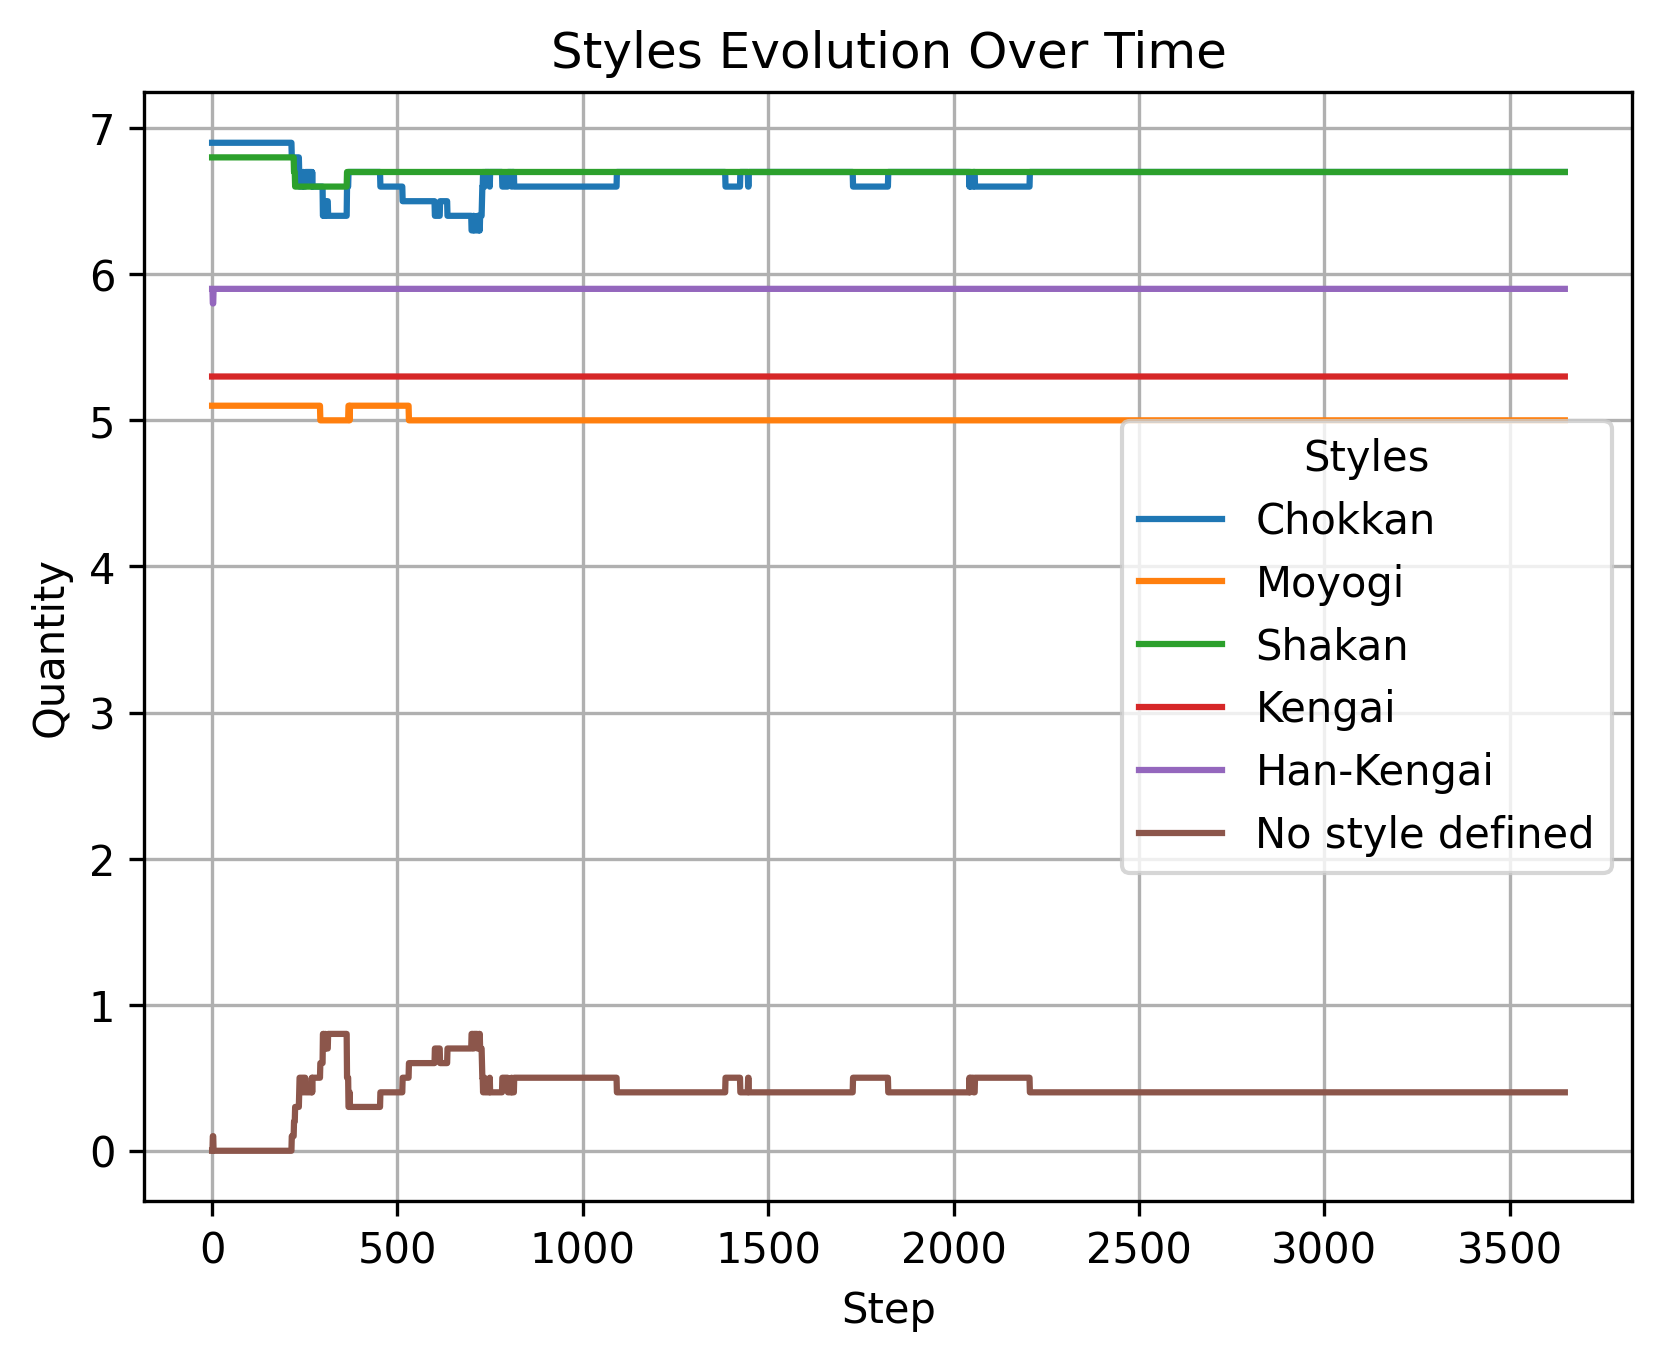 Styles Evolution Over Time
Quantity
7
6
5
4
3
2
1
0
Styles
Chokkan
Moyogi
Shakan
Kengai
Han-Kengai
No style defined
0 500 1000 1500 2000 2500 3000 3500
Step